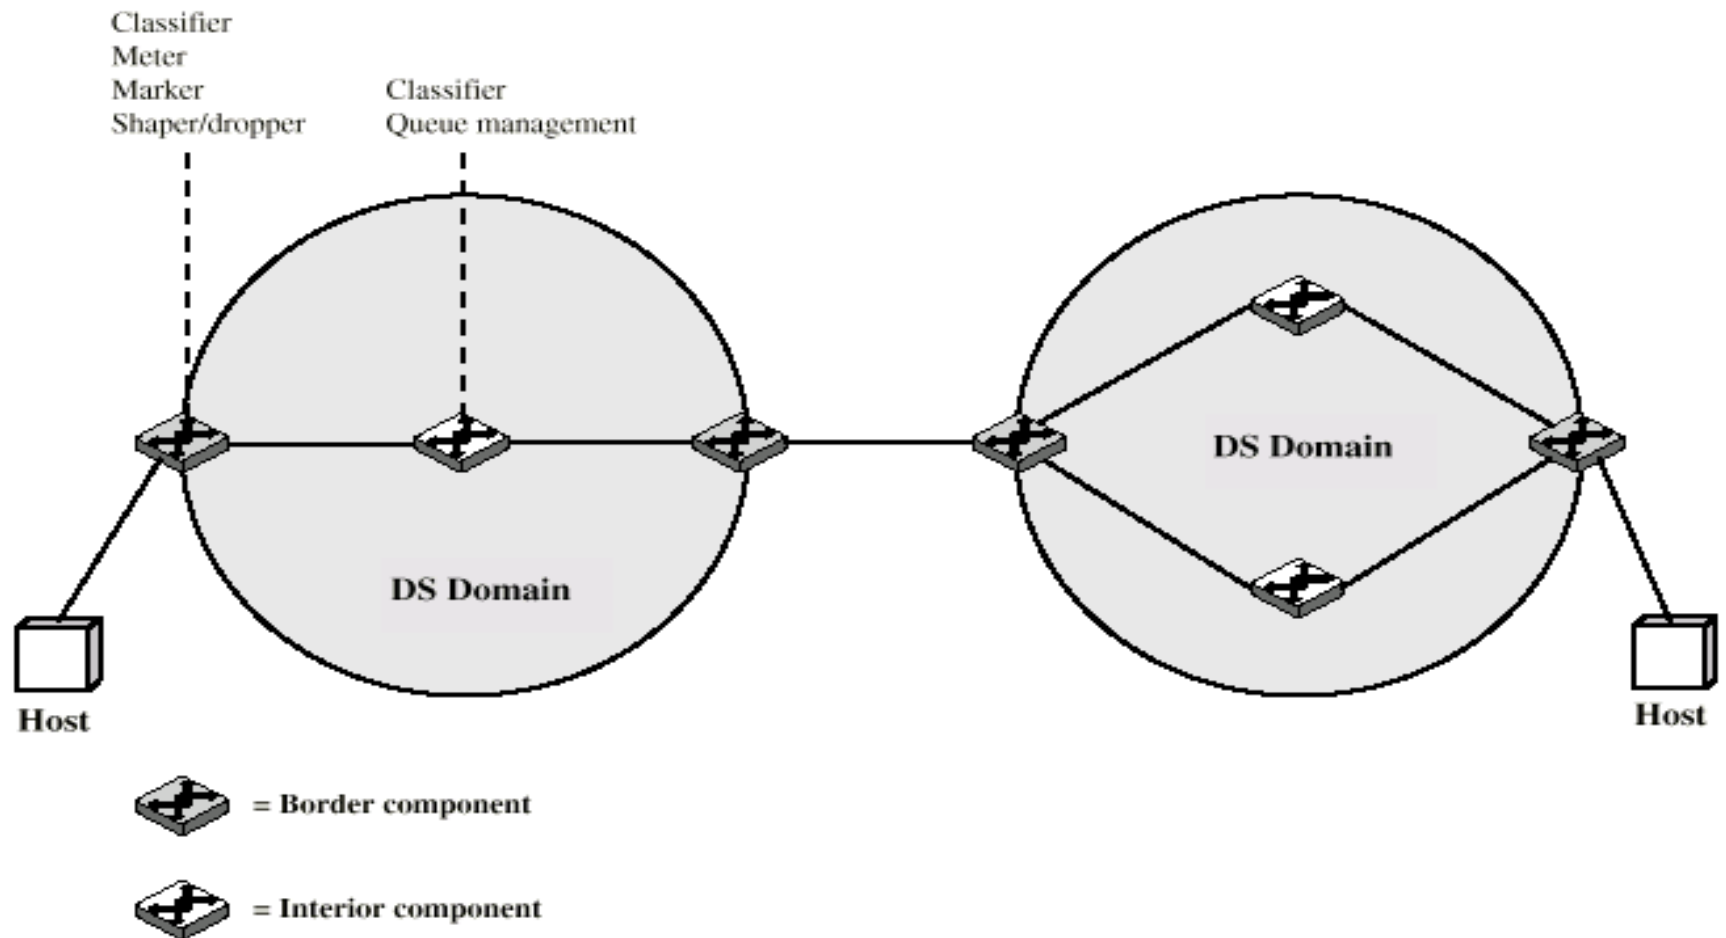 Classifier
Meter
Marker
Shaper/dropper
Classifier
Queue management
DS Domain
DS Domain
Host
Host
= Border component
= Interior component